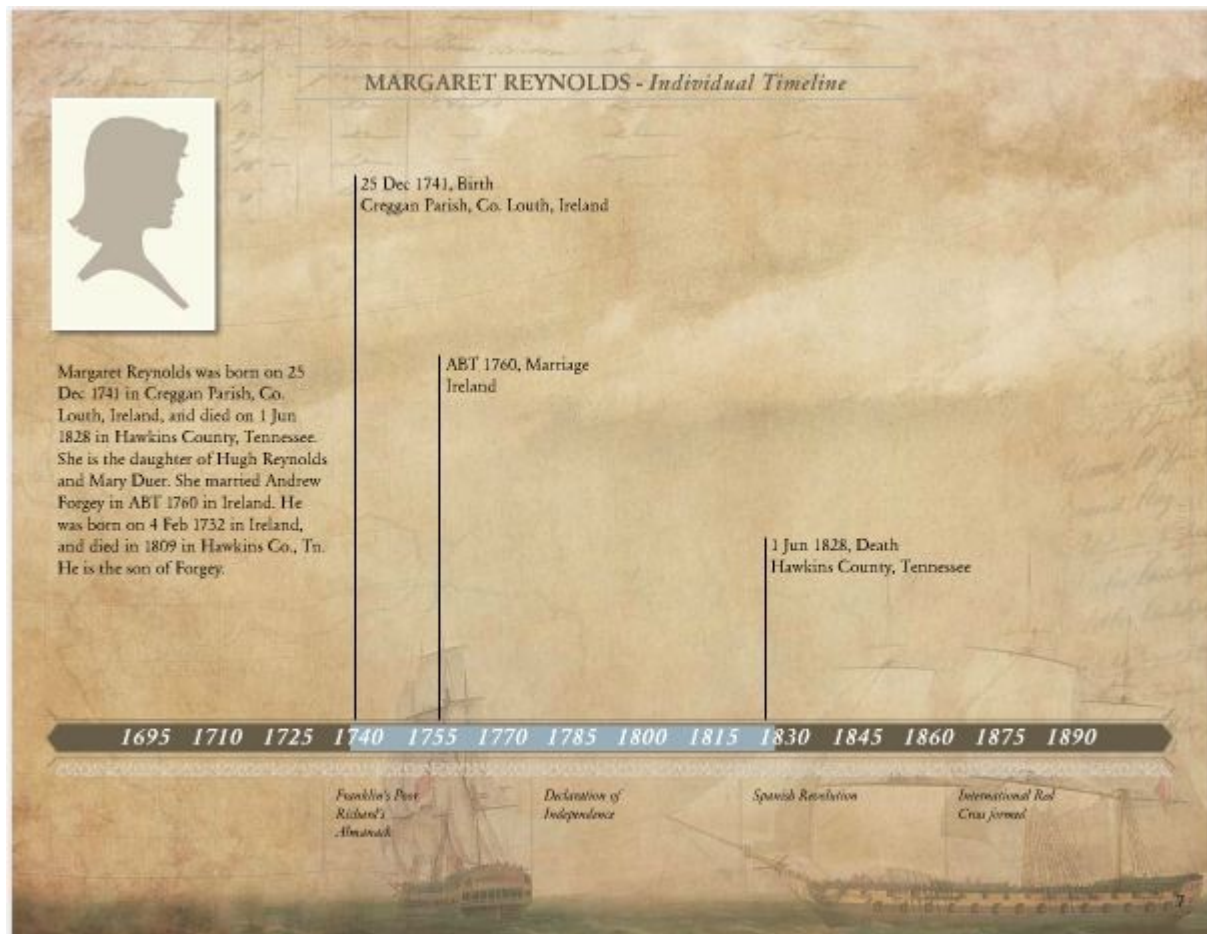 MARGARET REYNOLDS - Individual Timeline
25 Dec 1741, Birth
Creggan Parish, Co. Louth, Ireland
ABT 1760, Marriage
Ireland
Margaret Reynolds was born on 25
Dec 1741 in Creggan Parish, Co.
Louth, Ireland, and died on 1 Jun
1828 in Hawkins County, Tennessee.
She is the daughter of Hugh Reynolds
and Mary Duer. She married Andrew
Forgey in ABT 1760 in Ireland. He
was born on 4 Feb 1732 in Ireland,
and died in 1809 in Hawkins Co., Tn.
He is the son of Forgey.
1 Jun 1828, Death
Hawkins County, Tennessee
1695 1710 1725 1740 1755 1770 1785 1800 1815 1830 1845 1860 1875 1890
Franklin's Poor
Richard's
Almanack
Declaration of
Independence
Spanish Revolution
International Red
Cross formed
7